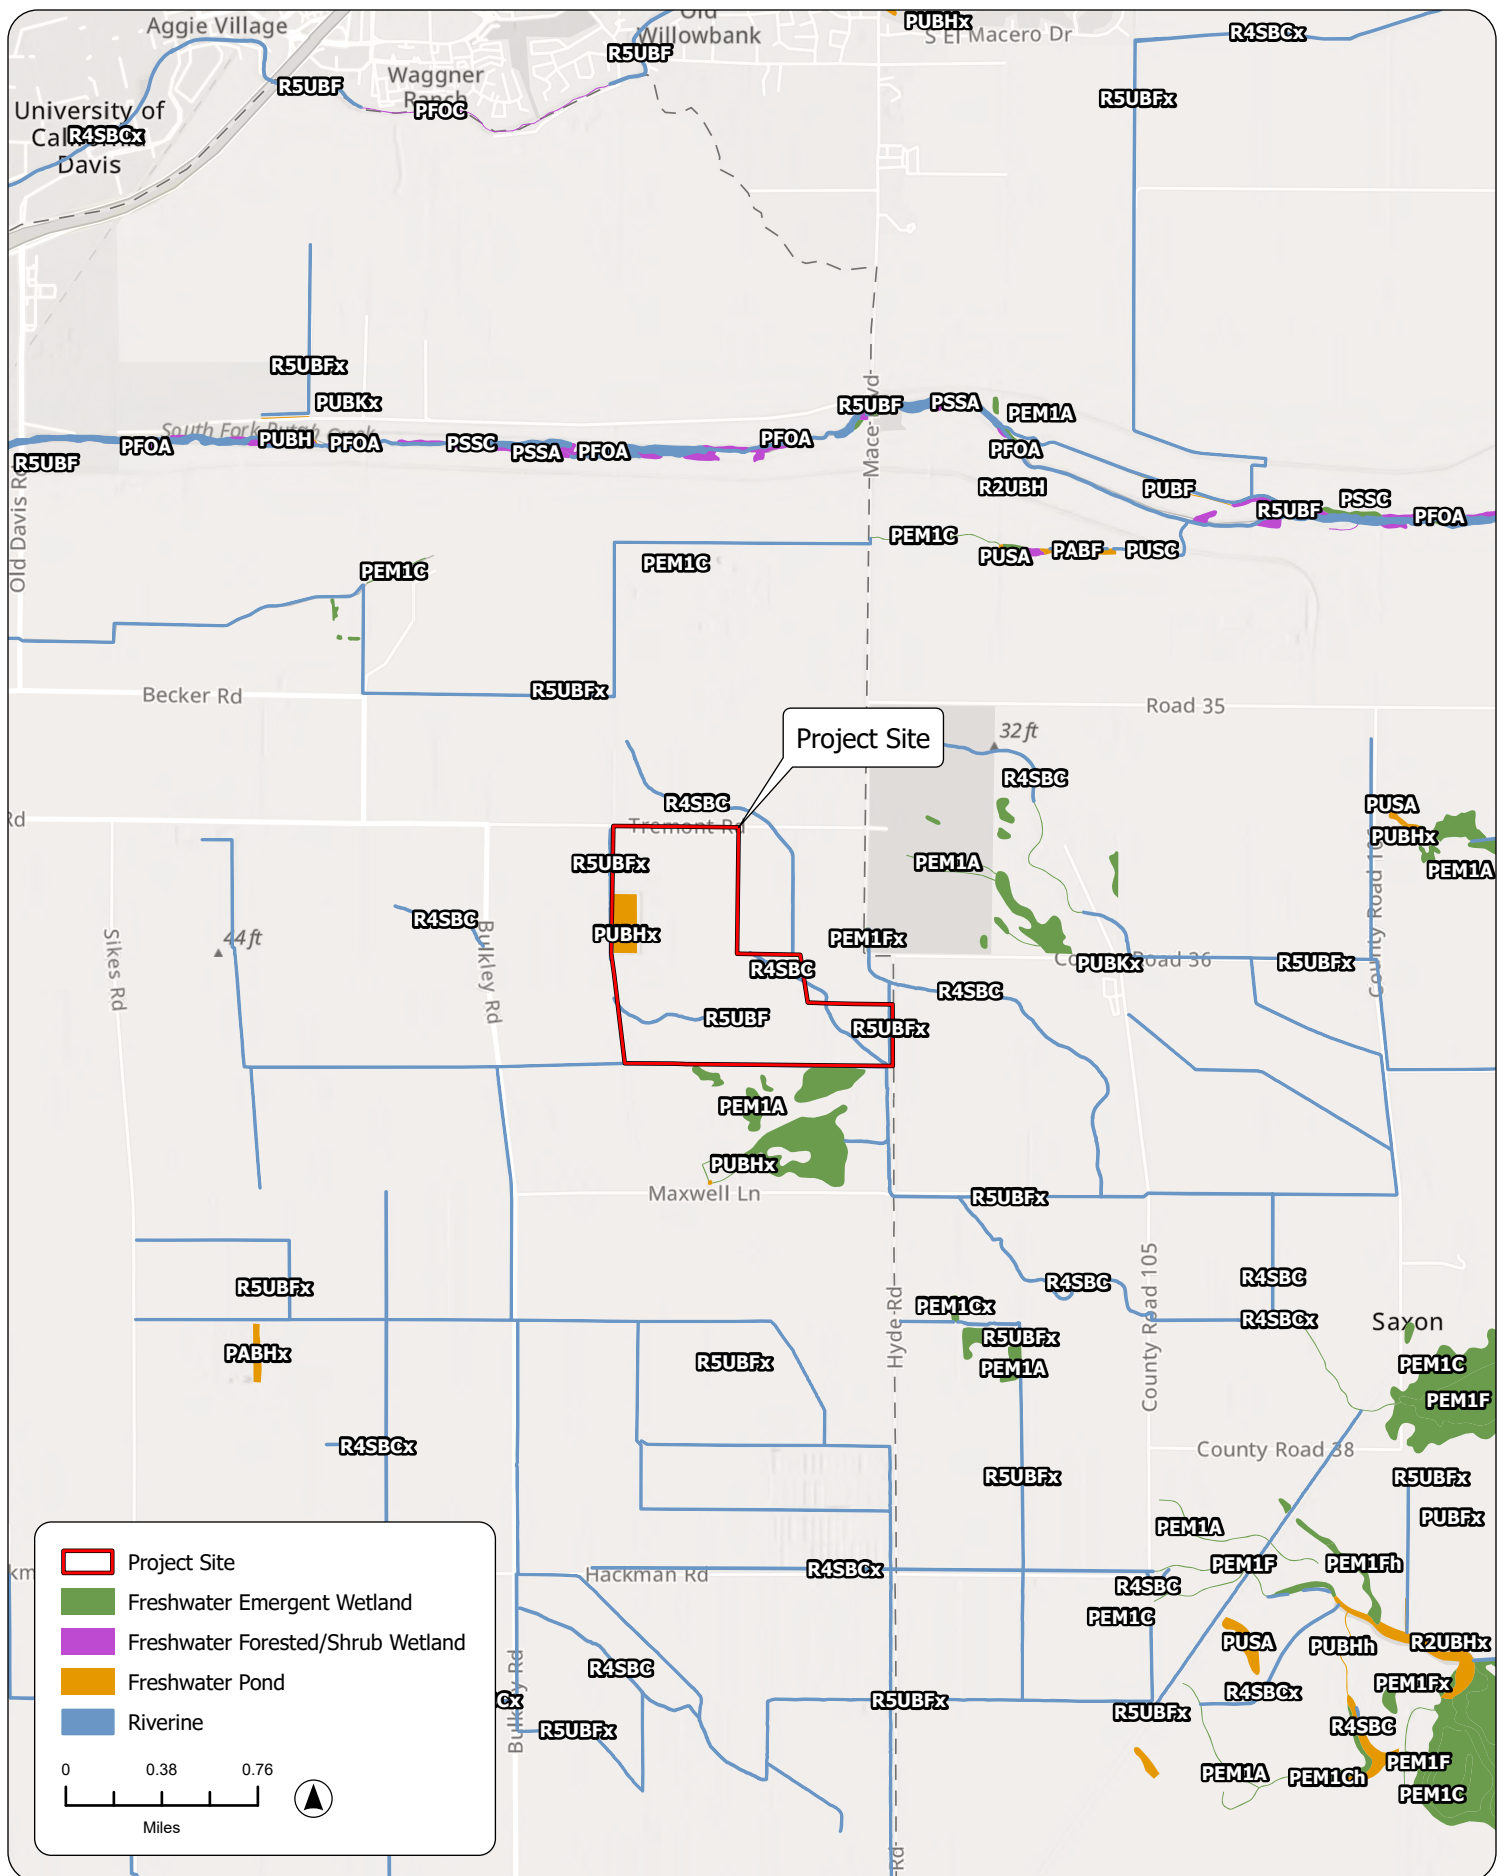 Aggie Village
Old
Willowbank
PUBHx
S El Macero Dr
R4SBCx
R5UBF
R5UBF
Waggner
Ranch
PFOC
R5UBFx
University of
California
Davis
R4SBCx
R5UBFx
PUBKx
South Fork Putah Creek
R5UBF
PFOA
PUBH
PFOA
PSSC
PSSA
PFOA
PFOA
R5UBF
PSSA
PEM1A
PFOA
R2UBH
PUBF
R5UBF
PSSC
PFOA
Mace Blvd
Old Davis Rd
PEM1C
PEM1C
PEM1C
PUSA
PABF
PUSC
Becker Rd
R5UBFx
Road 35
Project Site
32 ft
R4SBC
R4SBC
Rd
Tremont Rd
PUSA
PUBHx
PEM1A
R5UBFx
PEM1A
R4SBC
PUBHx
PEM1Fx
44 ft
Sikes Rd
Bulkley Rd
R4SBC
County Road 36
PUBKx
R5UBFx
County Road 106
R4SBC
R5UBF
R5UBFx
PEM1A
PUBHx
Maxwell Ln
R5UBFx
R5UBFx
R4SBC
R4SBC
County Road 105
PEM1Cx
R4SBCx
Saxon
Hyde Rd
R5UBFx
PABHx
R5UBFx
PEM1A
PEM1C
PEM1F
R4SBCx
County Road 38
R5UBFx
R5UBFx
PUBFx
PEM1A
km
Hackman Rd
R4SBCx
PEM1F
PEM1Fh
R4SBC
PEM1C
PUSA
PUBHh
R2UBHx
Bulkley Rd
R4SBC
PEM1Fx
R4SBCx
Cx
R5UBFx
R5UBFx
R5UBFx
R4SBC
PEM1F
PEM1A
PEM1Ch
PEM1C
Rd
Project Site
Freshwater Emergent Wetland
Freshwater Forested/Shrub Wetland
Freshwater Pond
Riverine
0 0.38 0.76
Miles